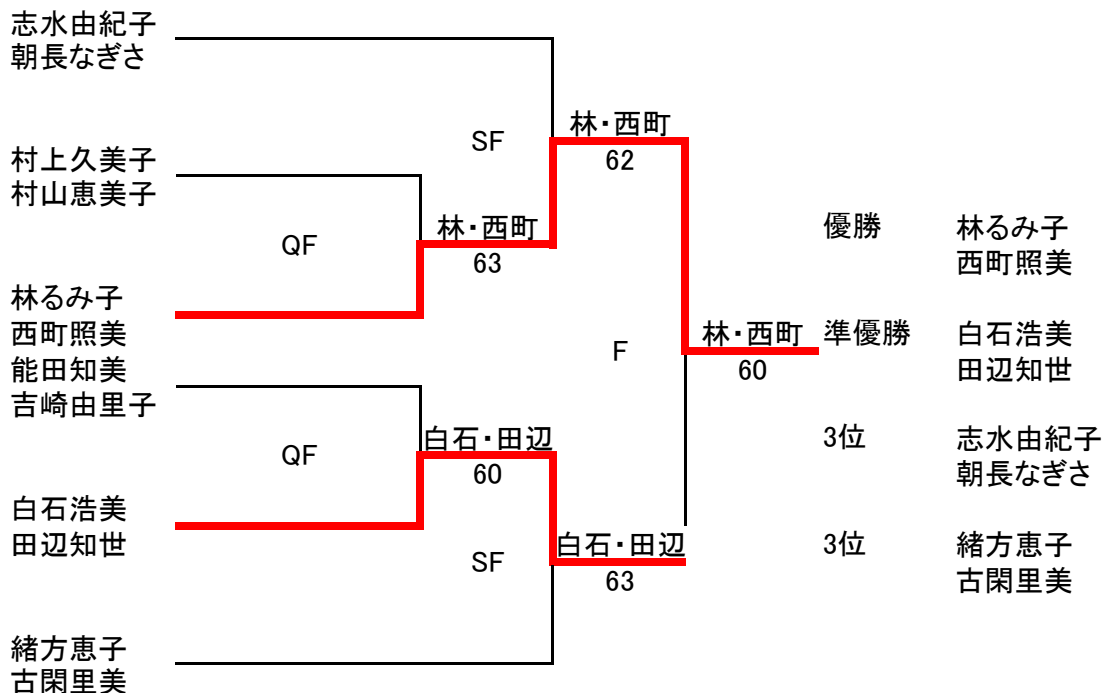 志水由紀子
朝長なぎさ
林・西町
SF
62
村上久美子
村山恵美子
林・西町
QF
63
優勝
林るみ子
西町照美
林るみ子
西町照美
能田知美
吉崎由里子
F
林・西町
60
準優勝
白石浩美
田辺知世
白石・田辺
QF
60
3位
志水由紀子
朝長なぎさ
白石浩美
田辺知世
白石・田辺
SF
63
3位
緒方恵子
古閑里美
緒方恵子
古閑里美